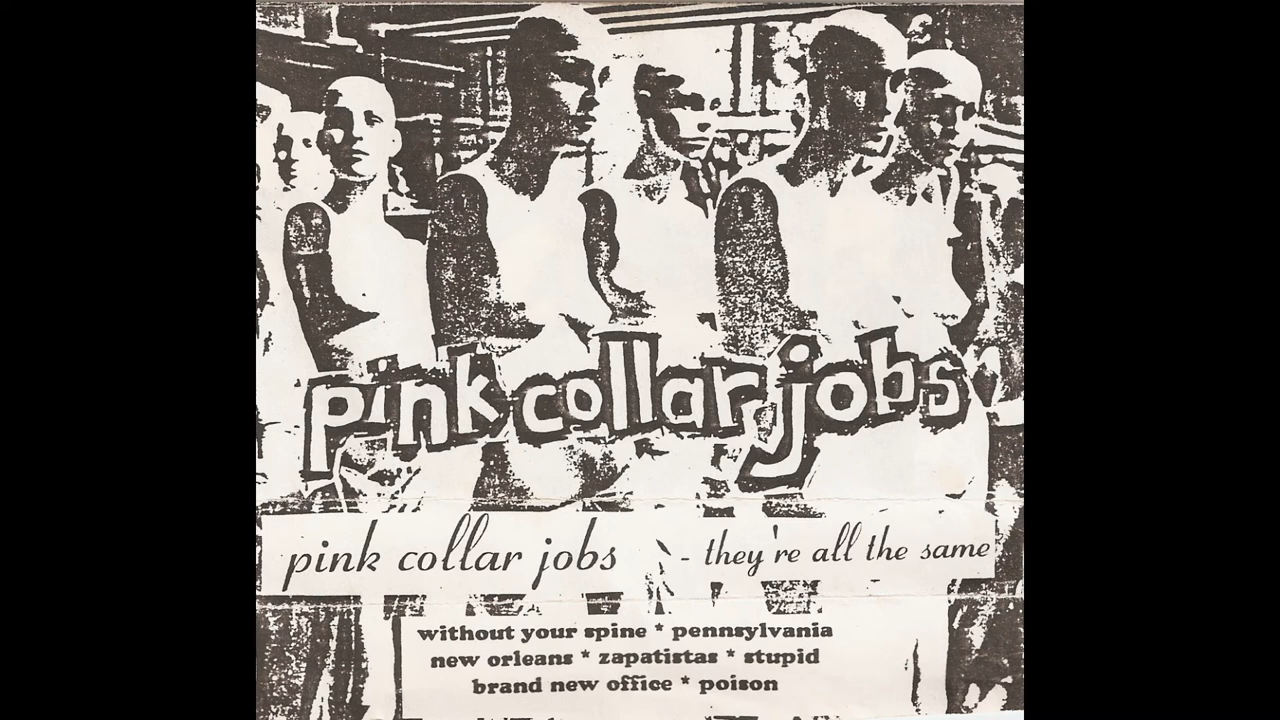 pink collar jobs
pink collar jobs - they're all the same
without your spine * pennsylvania
new orleans * zapatistas * stupid
brand new office * poison